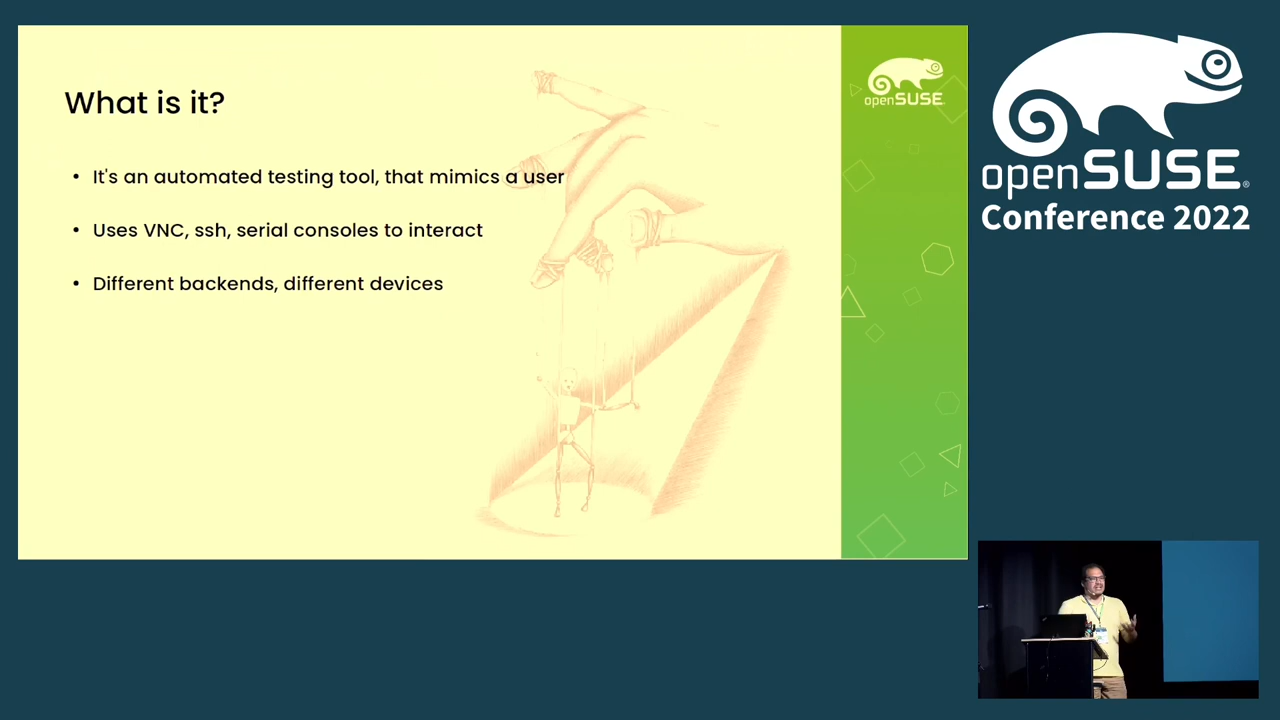 What is it?
• It's an automated testing tool, that mimics a user
• Uses VNC, ssh, serial consoles to interact
• Different backends, different devices
openSUSE
openSUSE®
Conference 2022